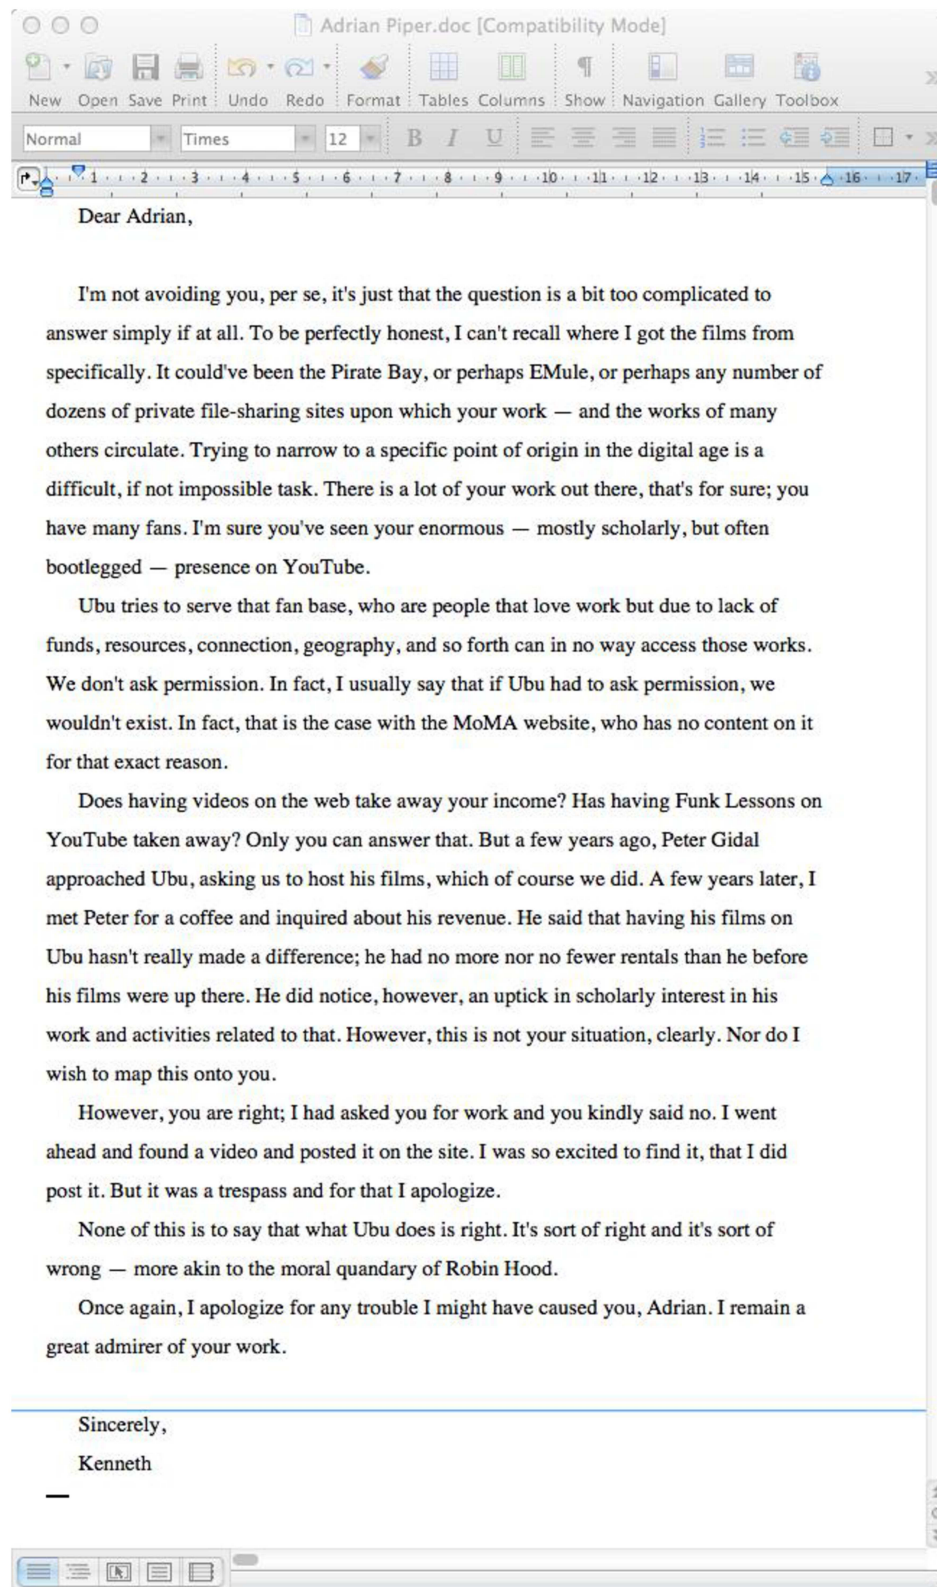 Adrian Piper.doc [Compatibility Mode]
New Open Save Print Undo Redo Format Tables Columns Show Navigation Gallery Toolbox
Normal Times 12 B I U
1 2 3 4 5 6 7 8 9 10 11 12 13 14 15 16 17
Dear Adrian,
I'm not avoiding you, per se, it's just that the question is a bit too complicated to
answer simply if at all. To be perfectly honest, I can't recall where I got the films from
specifically. It could've been the Pirate Bay, or perhaps EMule, or perhaps any number of
dozens of private file-sharing sites upon which your work — and the works of many
others circulate. Trying to narrow to a specific point of origin in the digital age is a
difficult, if not impossible task. There is a lot of your work out there, that's for sure; you
have many fans. I'm sure you've seen your enormous — mostly scholarly, but often
bootlegged — presence on YouTube.
Ubu tries to serve that fan base, who are people that love work but due to lack of
funds, resources, connection, geography, and so forth can in no way access those works.
We don't ask permission. In fact, I usually say that if Ubu had to ask permission, we
wouldn't exist. In fact, that is the case with the MoMA website, who has no content on it
for that exact reason.
Does having videos on the web take away your income? Has having Funk Lessons on
YouTube taken away? Only you can answer that. But a few years ago, Peter Gidal
approached Ubu, asking us to host his films, which of course we did. A few years later, I
met Peter for a coffee and inquired about his revenue. He said that having his films on
Ubu hasn't really made a difference; he had no more nor no fewer rentals than he before
his films were up there. He did notice, however, an uptick in scholarly interest in his
work and activities related to that. However, this is not your situation, clearly. Nor do I
wish to map this onto you.
However, you are right; I had asked you for work and you kindly said no. I went
ahead and found a video and posted it on the site. I was so excited to find it, that I did
post it. But it was a trespass and for that I apologize.
None of this is to say that what Ubu does is right. It's sort of right and it's sort of
wrong — more akin to the moral quandary of Robin Hood.
Once again, I apologize for any trouble I might have caused you, Adrian. I remain a
great admirer of your work.
Sincerely,
Kenneth